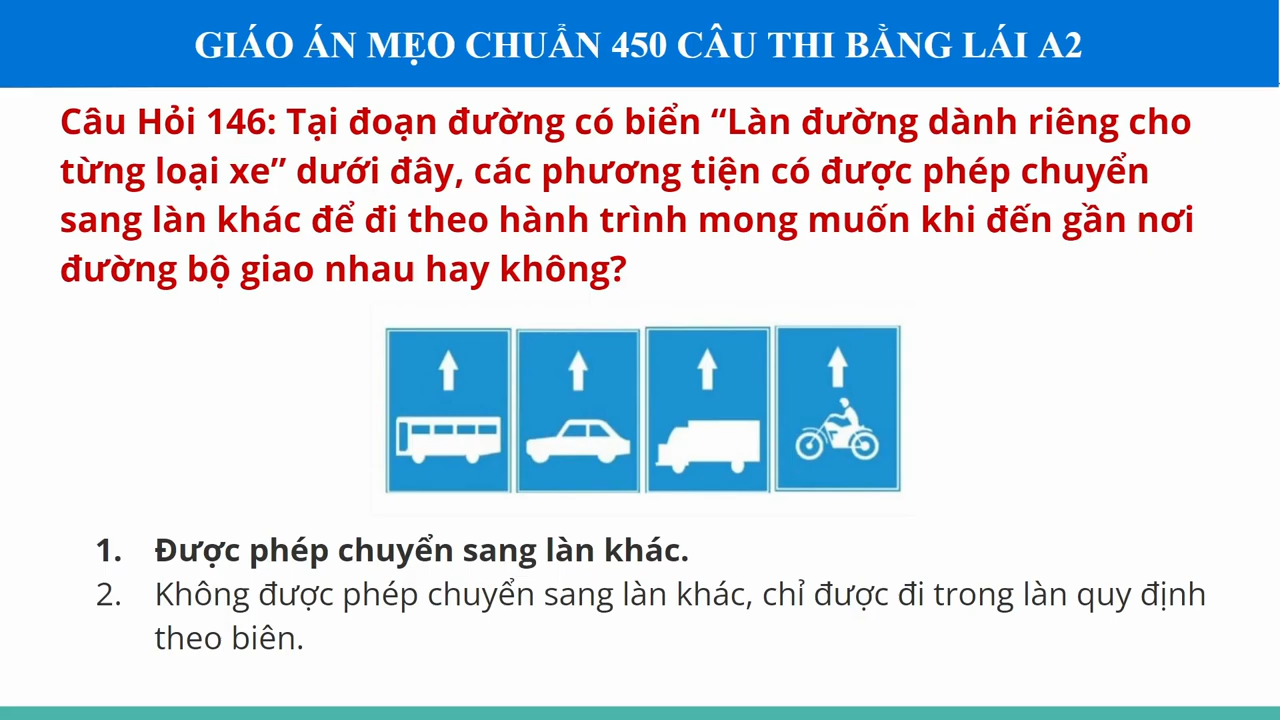 GIÁO ÁN MẸO CHUẨN 450 CÂU THI BẰNG LÁI A2
Câu Hỏi 146: Tại đoạn đường có biển “Làn đường dành riêng cho
từng loại xe” dưới đây, các phương tiện có được phép chuyển
sang làn khác để đi theo hành trình mong muốn khi đến gần nơi
đường bộ giao nhau hay không?
1. Được phép chuyển sang làn khác.
2. Không được phép chuyển sang làn khác, chỉ được đi trong làn quy định
theo biên.